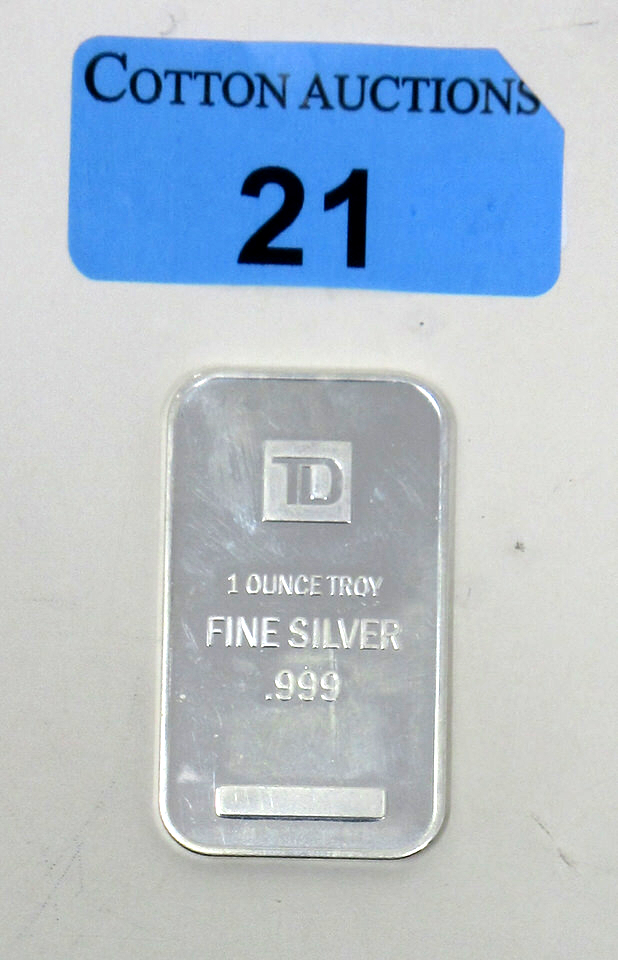 COTTON AUCTIONS
21
TD
1 OUNCE TROY
FINE SILVER
.999